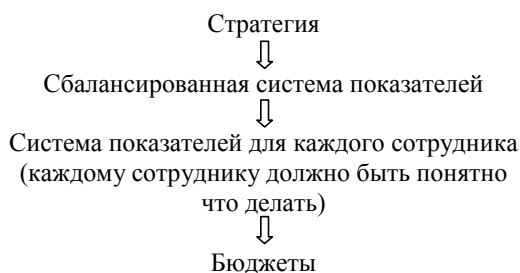 Стратегия
Сбалансированная система показателей
Система показателей для каждого сотрудника
(каждому сотруднику должно быть понятно
что делать)
Бюджеты